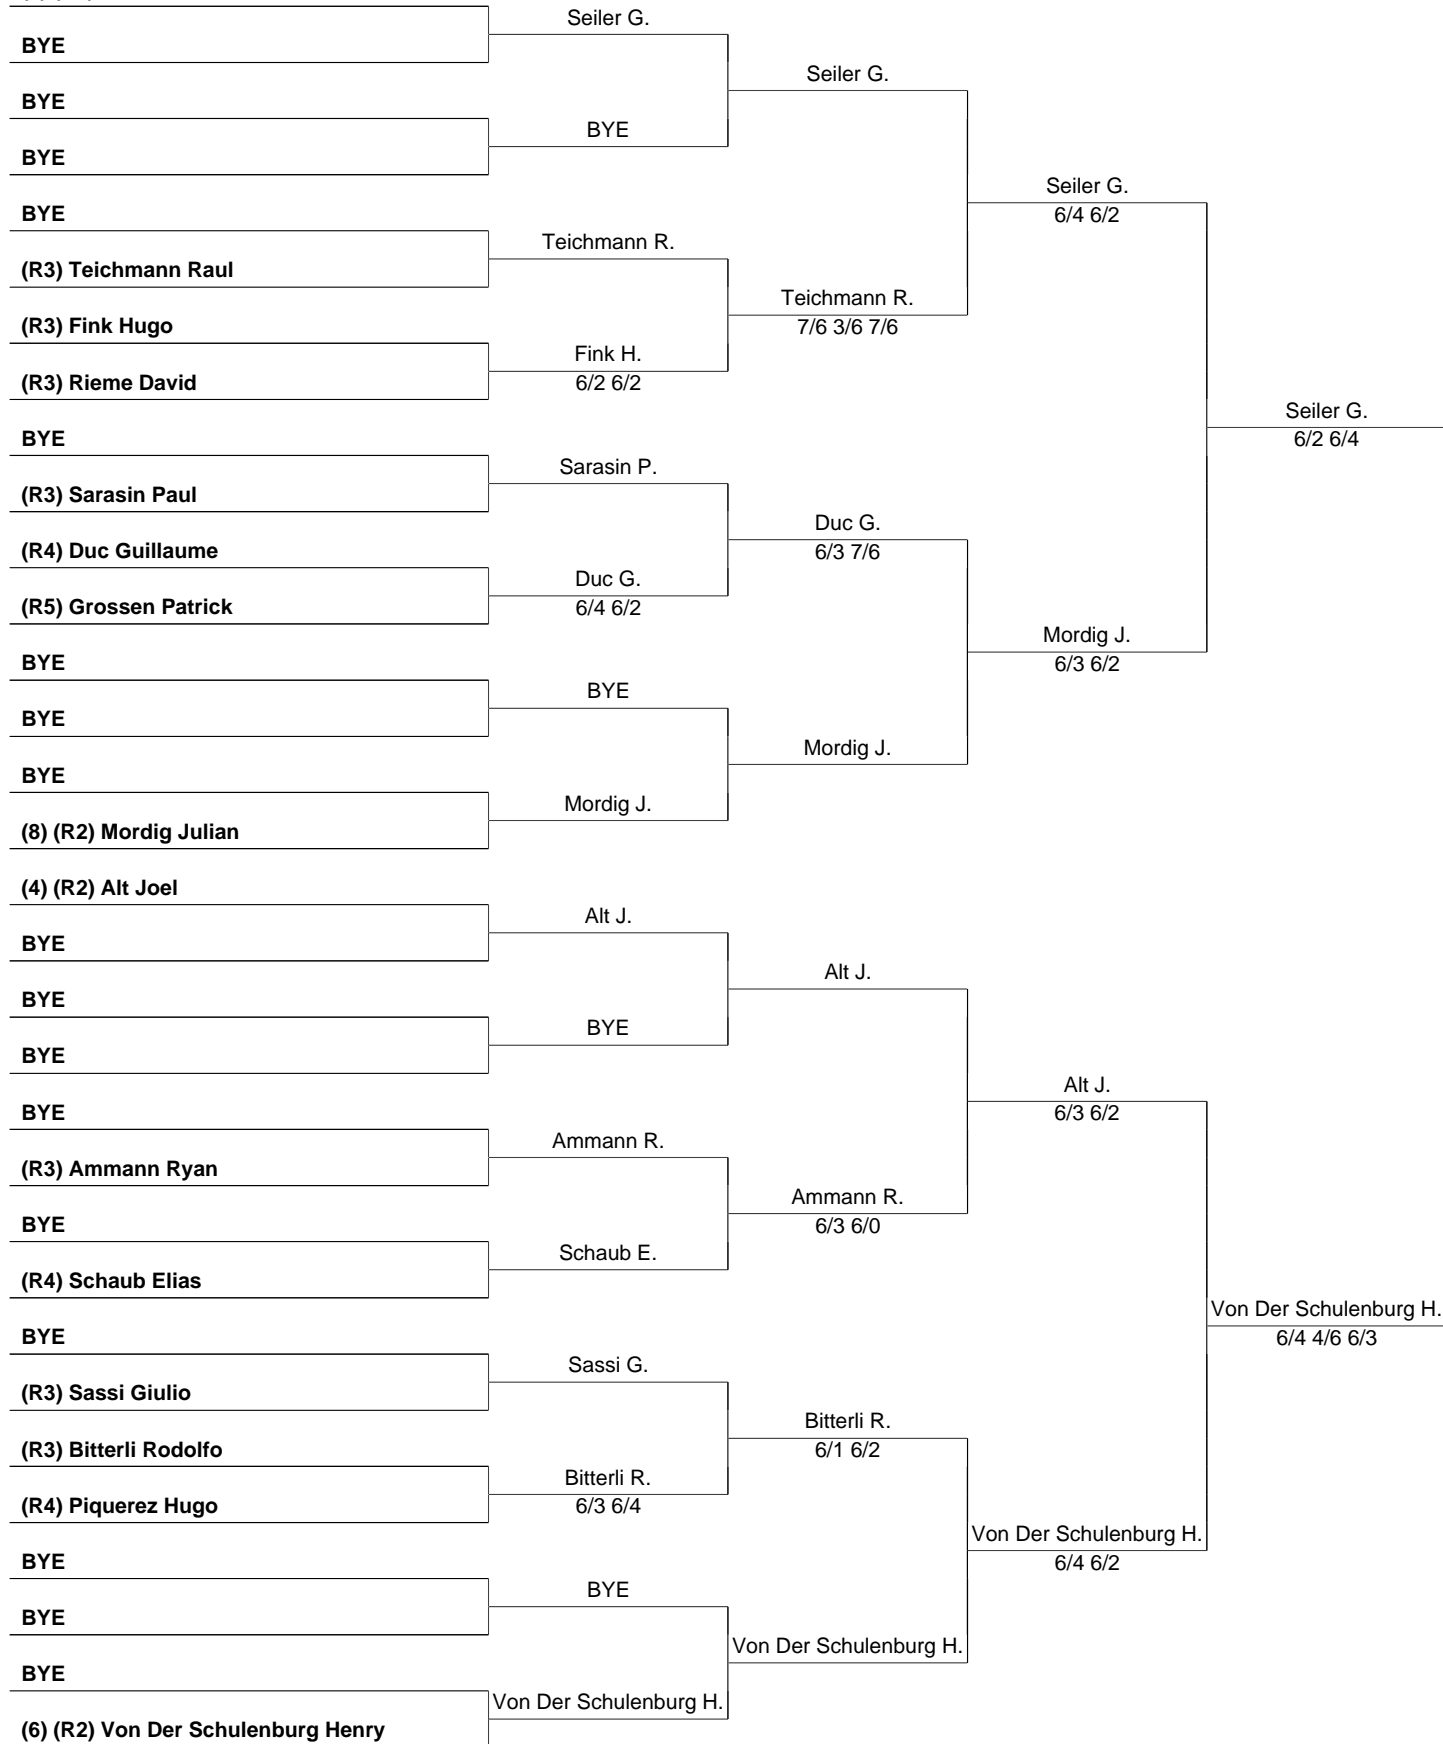 BYE
BYE
BYE
BYE
(R3) Teichmann Raul
(R3) Fink Hugo
(R3) Rieme David
BYE
(R3) Sarasin Paul
(R4) Duc Guillaume
(R5) Grossen Patrick
BYE
BYE
BYE
(8) (R2) Mordig Julian
(4) (R2) Alt Joel
BYE
BYE
BYE
BYE
(R3) Ammann Ryan
BYE
(R4) Schaub Elias
BYE
(R3) Sassi Giulio
(R3) Bitterli Rodolfo
(R4) Piquerez Hugo
BYE
BYE
BYE
(6) (R2) Von Der Schulenburg Henry
Seiler G.
BYE
Teichmann R.
Fink H.
6/2 6/2
Sarasin P.
Duc G.
6/4 6/2
BYE
Mordig J.
Alt J.
BYE
Ammann R.
Schaub E.
Sassi G.
Bitterli R.
6/3 6/4
BYE
Von Der Schulenburg H.
Seiler G.
Teichmann R.
7/6 3/6 7/6
Duc G.
6/3 7/6
Mordig J.
Alt J.
Ammann R.
6/3 6/0
Bitterli R.
6/1 6/2
Von Der Schulenburg H.
Seiler G.
6/4 6/2
Mordig J.
6/3 6/2
Alt J.
6/3 6/2
Von Der Schulenburg H.
6/4 6/2
Seiler G.
6/2 6/4
Von Der Schulenburg H.
6/4 4/6 6/3